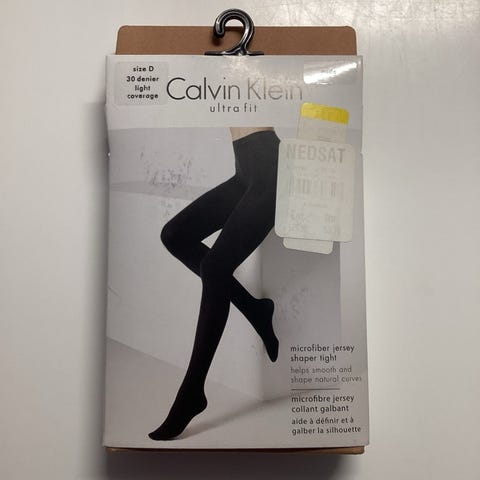 size D
30 denier
light
coverage
Calvin Klein
ultra fit
NEDSAT
microfiber jersey
shaper tight
helps smooth and
shape natural curves
microfibre jersey
collant galbant
aide à définir et à
galber la silhouette